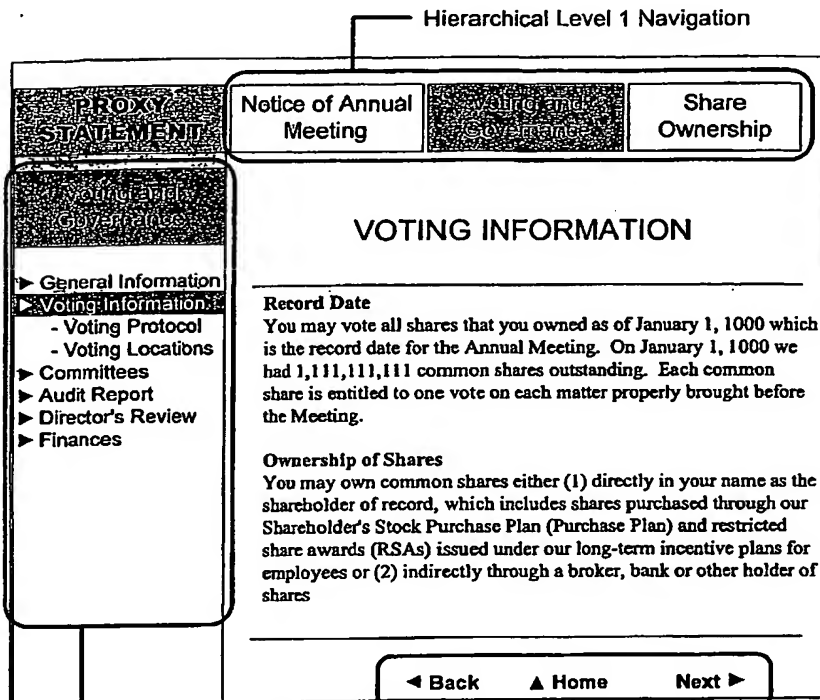 Hierarchical Level 1 Navigation
PROXY
STATEMENT
Notice of Annual
Meeting
Voting and
Governance
Share
Ownership
Voting and
Governance
► General Information
► Voting Information
- Voting Protocol
- Voting Locations
► Committees
► Audit Report
► Director's Review
► Finances
VOTING INFORMATION
Record Date
You may vote all shares that you owned as of January 1, 1000 which
is the record date for the Annual Meeting. On January 1, 1000 we
had 1,111,111,111 common shares outstanding. Each common
share is entitled to one vote on each matter properly brought before
the Meeting.
Ownership of Shares
You may own common shares either (1) directly in your name as the
shareholder of record, which includes shares purchased through our
Shareholder's Stock Purchase Plan (Purchase Plan) and restricted
share awards (RSAs) issued under our long-term incentive plans for
employees or (2) indirectly through a broker, bank or other holder of
shares
◄ Back ▲ Home Next ►